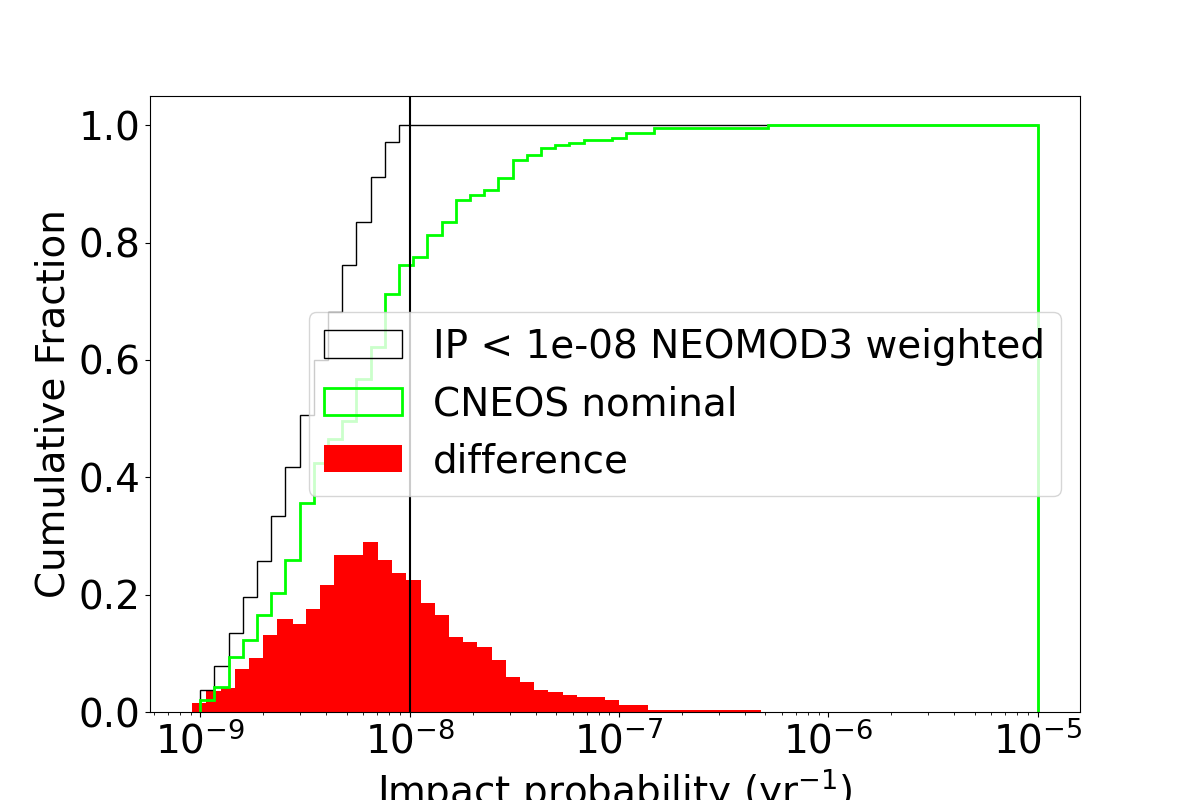 1.0
0.8
0.6
0.4
0.2
0.0
Cumulative Fraction
IP < 1e-08 NEOMOD3 weighted
CNEOS nominal
difference
10⁻⁹ 10⁻⁸ 10⁻⁷ 10⁻⁶ 10⁻⁵
Impact probability (yr⁻¹)